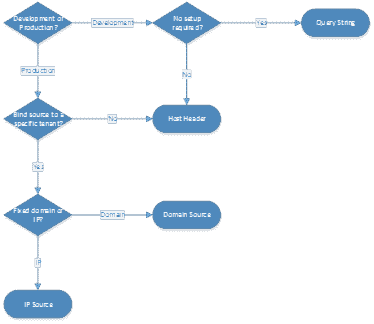 Development or
Production?
Development
No setup
required?
Yes
Query String
Production
No
Bind source to a
specific tenant?
No
Host Header
Yes
Fixed domain or
IP?
Domain
Domain Source
IP
IP Source